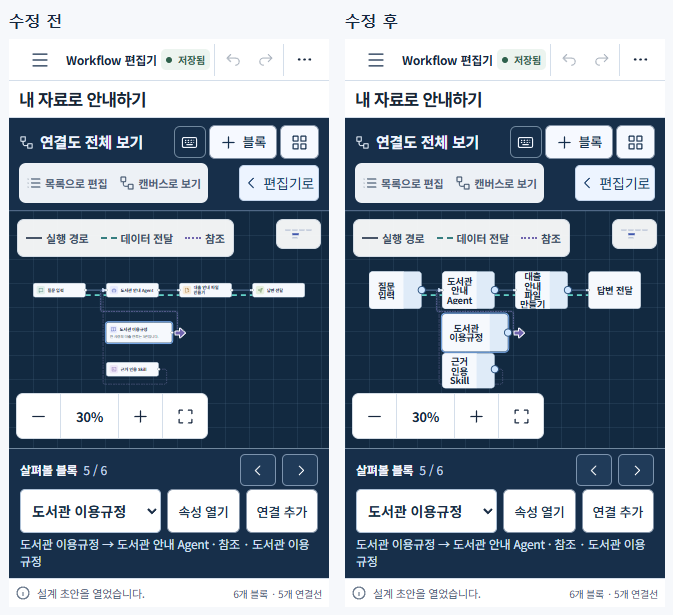 수정 전
Workflow 편집기
저장됨
내 자료로 안내하기
연결도 전체 보기
블록
목록으로 편집
캔버스로 보기
편집기로
실행 경로
데이터 전달
참조
질문 입력
도서관 안내 Agent
대출 안내 파일
만들기
답변 전달
도서관 이용규정
근거 인용 Skill
30%
살펴볼 블록 5 / 6
도서관 이용규정
속성 열기
연결 추가
도서관 이용규정 → 도서관 안내 Agent · 참조 · 도서관 이용
규정
설계 초안을 열었습니다.
6개 블록 · 5개 연결선
수정 후
Workflow 편집기
저장됨
내 자료로 안내하기
연결도 전체 보기
블록
목록으로 편집
캔버스로 보기
편집기로
실행 경로
데이터 전달
참조
질문
입력
도서관
안내
Agent
대출
안내
파일
만들기
답변 전달
도서관
이용규정
근거
인용
Skill
30%
살펴볼 블록 5 / 6
도서관 이용규정
속성 열기
연결 추가
도서관 이용규정 → 도서관 안내 Agent · 참조 · 도서관 이용
규정
설계 초안을 열었습니다.
6개 블록 · 5개 연결선